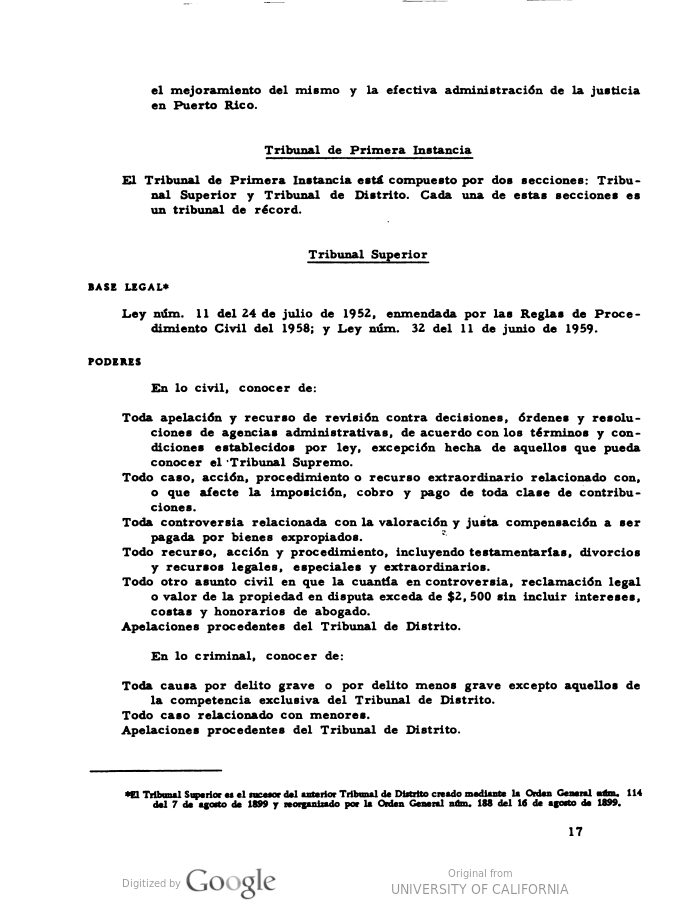 el mejoramiento del mismo y la efectiva administración de la justicia
en Puerto Rico.
Tribunal de Primera Instancia
El Tribunal de Primera Instancia está compuesto por dos secciones: Tribu-
nal Superior y Tribunal de Distrito. Cada una de estas secciones es
un tribunal de récord.
Tribunal Superior
BASE LEGAL*
Ley núm. 11 del 24 de julio de 1952, enmendada por las Reglas de Proce-
dimiento Civil del 1958; y Ley núm. 32 del 11 de junio de 1959.
PODERES
En lo civil, conocer de:
Toda apelación y recurso de revisión contra decisiones, órdenes y resolu-
ciones de agencias administrativas, de acuerdo con los términos y con-
diciones establecidos por ley, excepción hecha de aquellos que pueda
conocer el Tribunal Supremo.
Todo caso, acción, procedimiento o recurso extraordinario relacionado con,
o que afecte la imposición, cobro y pago de toda clase de contribu-
ciones.
Toda controversia relacionada con la valoración y justa compensación a ser
pagada por bienes expropiados.
Todo recurso, acción y procedimiento, incluyendo testamentarías, divorcios
y recursos legales, especiales y extraordinarios.
Todo otro asunto civil en que la cuantía en controversia, reclamación legal
o valor de la propiedad en disputa exceda de $2,500 sin incluir intereses,
costas y honorarios de abogado.
Apelaciones procedentes del Tribunal de Distrito.
En lo criminal, conocer de:
Toda causa por delito grave o por delito menos grave excepto aquellos de
la competencia exclusiva del Tribunal de Distrito.
Todo caso relacionado con menores.
Apelaciones procedentes del Tribunal de Distrito.
*El Tribunal Superior es el sucesor del anterior Tribunal de Distrito creado mediante la Orden General núm. 114
del 7 de agosto de 1899 y reorganizado por la Orden General núm. 188 del 16 de agosto de 1899.
17
Digitized by Google
Original from
UNIVERSITY OF CALIFORNIA